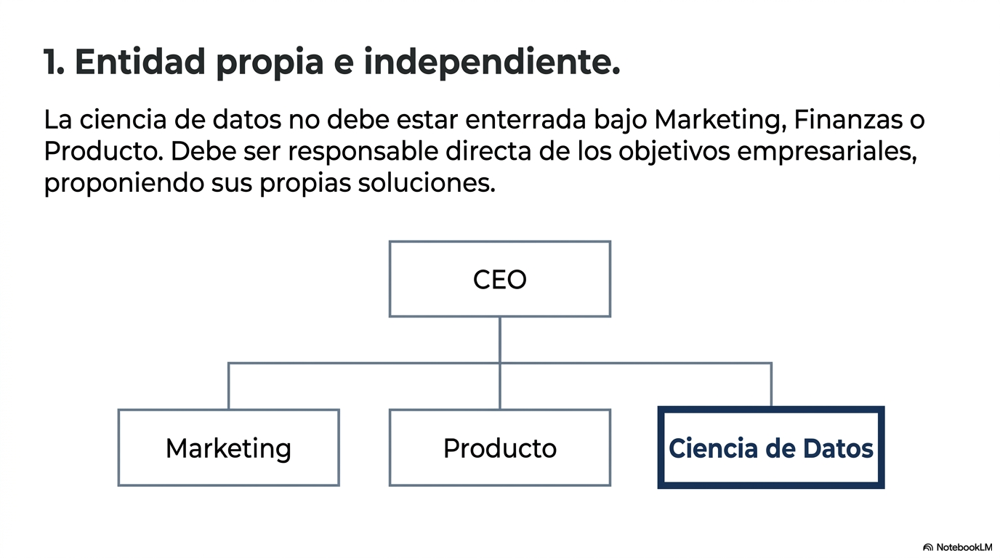 1. Entidad propia e independiente.
La ciencia de datos no debe estar enterrada bajo Marketing, Finanzas o
Producto. Debe ser responsable directa de los objetivos empresariales,
proponiendo sus propias soluciones.
CEO
Marketing
Producto
Ciencia de Datos
NotebookLM